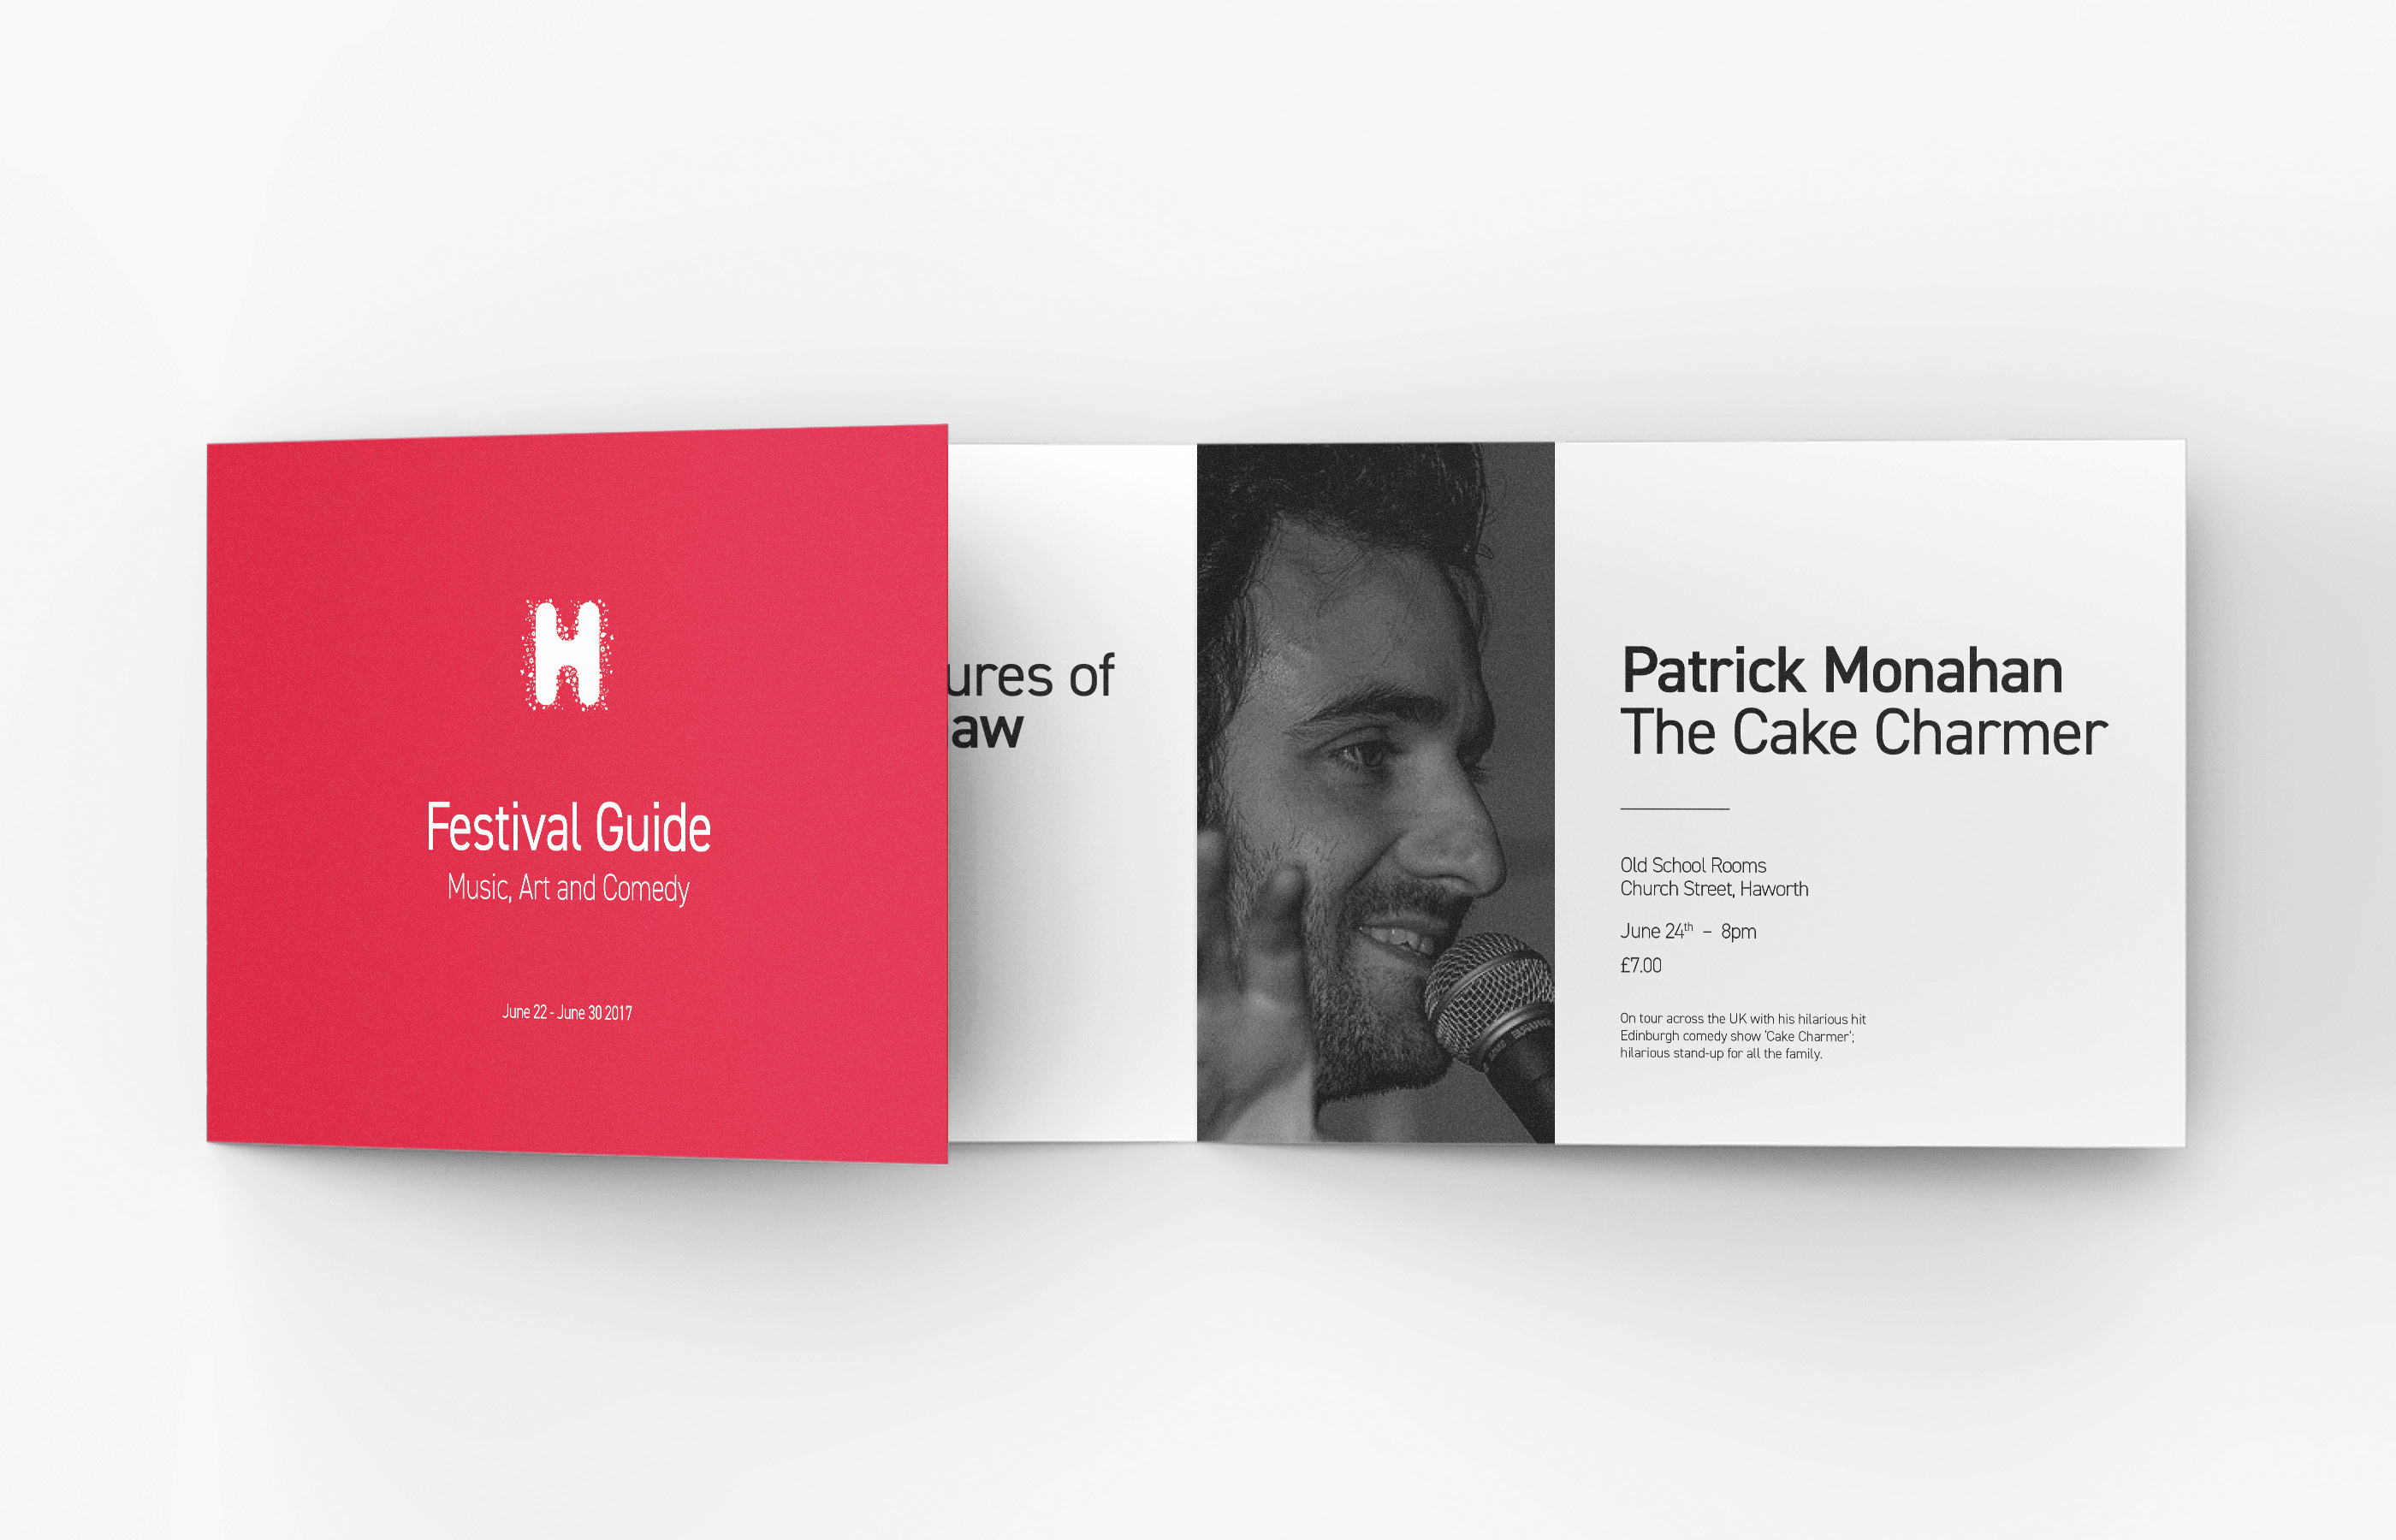 H
Festival Guide
Music, Art and Comedy
June 22 - June 30 2017
ures of
aw
Patrick Monahan
The Cake Charmer
Old School Rooms
Church Street, Haworth
June 24th – 8pm
£7.00
On tour across the UK with his hilarious hit
Edinburgh comedy show 'Cake Charmer';
hilarious stand-up for all the family.